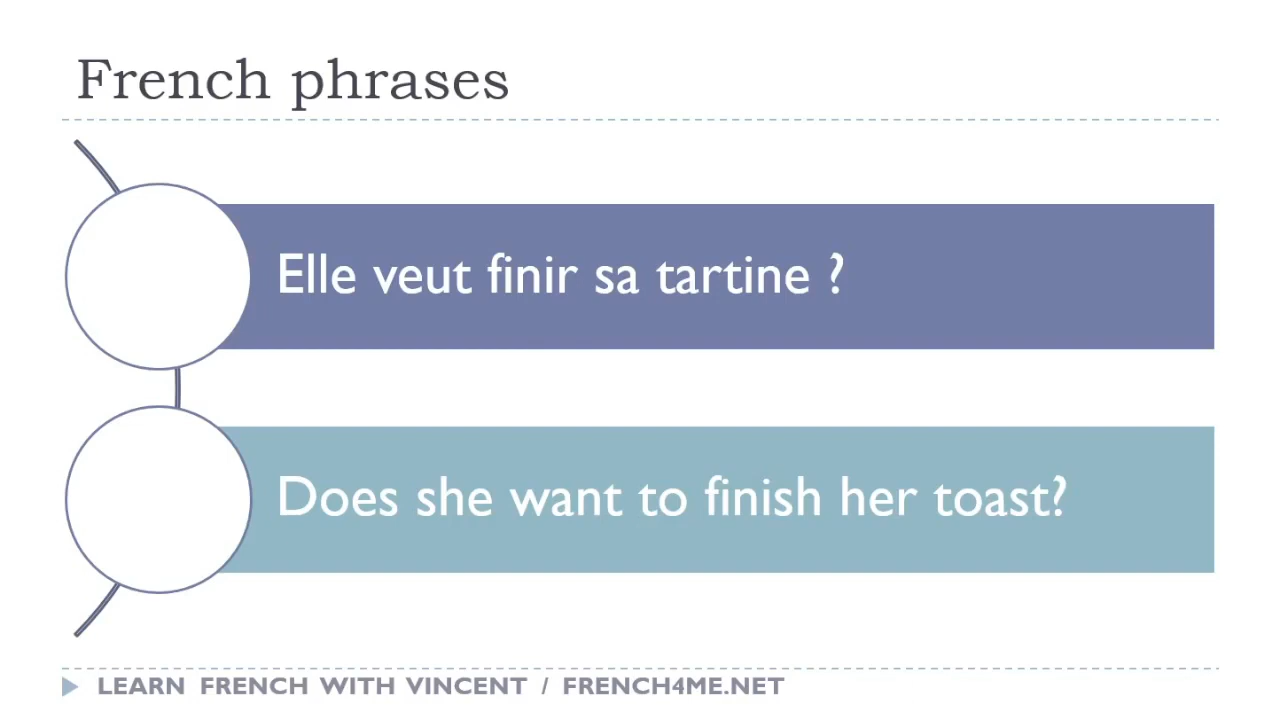 French phrases
Elle veut finir sa tartine ?
Does she want to finish her toast?
LEARN FRENCH WITH VINCENT / FRENCH4ME.NET